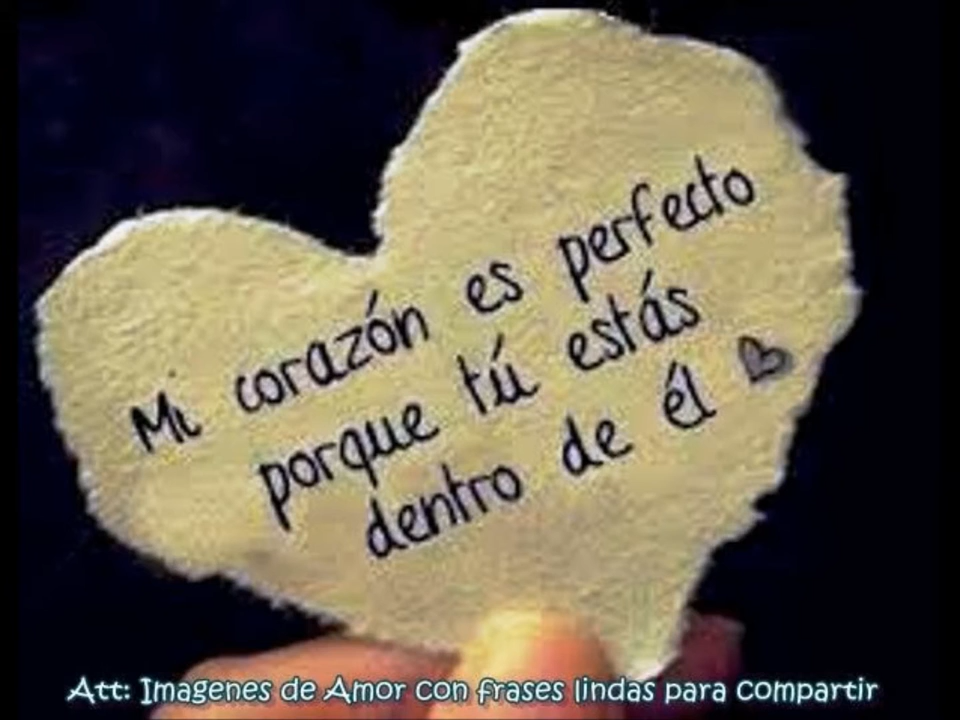 Mi corazón es perfecto
porque tú estás
dentro de él
Att: Imagenes de Amor con frases lindas para compartir